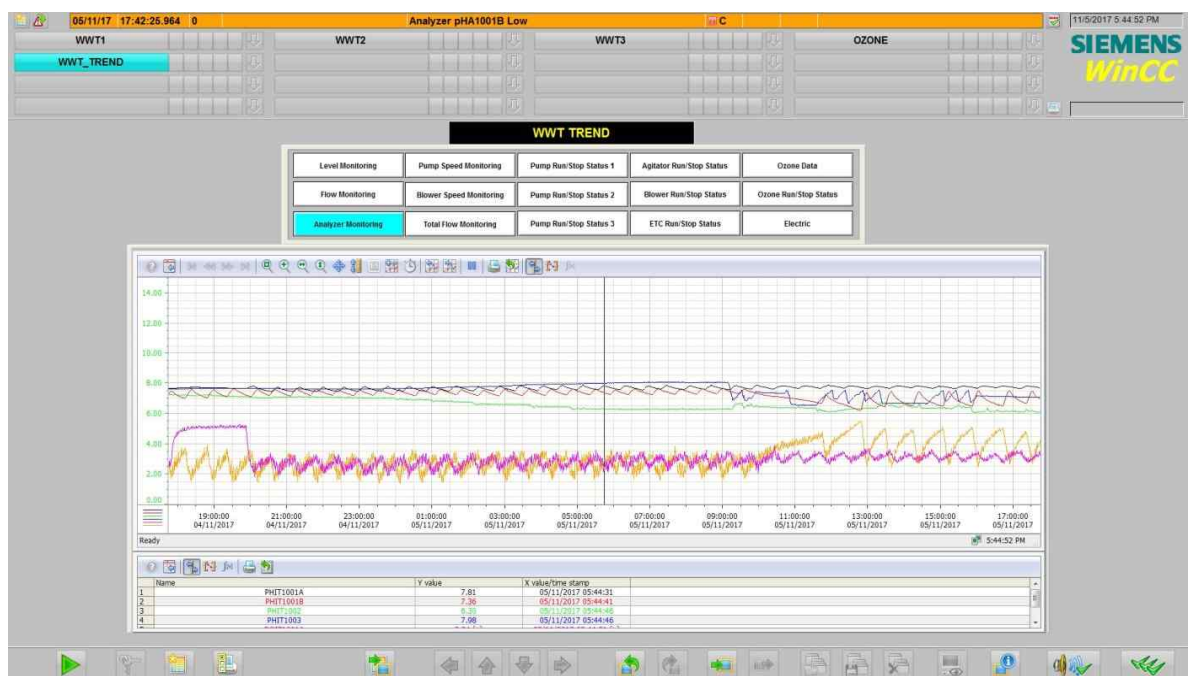 05/11/17 17:42:25.964 0 Analyzer pHA1001B Low C 11/5/2017 5:44:52 PM
WWT1 WWT2 WWT3 OZONE
SIEMENS
WinCC
WWT_TREND
WWT TREND
Level Monitoring Pump Speed Monitoring Pump Run/Stop Status 1 Agitator Run/Stop Status Ozone Data
Flow Monitoring Blower Speed Monitoring Pump Run/Stop Status 2 Blower Run/Stop Status Ozone Run/Stop Status
Analyzer Monitoring Total Flow Monitoring Pump Run/Stop Status 3 ETC Run/Stop Status Electric
14.00
12.00
10.00
8.00
6.00
4.00
2.00
0.00
19:00:00 21:00:00 23:00:00 01:00:00 03:00:00 05:00:00 07:00:00 09:00:00 11:00:00 13:00:00 15:00:00 17:00:00
04/11/2017 04/11/2017 04/11/2017 05/11/2017 05/11/2017 05/11/2017 05/11/2017 05/11/2017 05/11/2017 05/11/2017 05/11/2017 05/11/2017
Ready 5:44:52 PM
Name Y value X value/time stamp
1 PHIT1001A 7.81 05/11/2017 05:44:31
2 PHIT1001B 7.36 05/11/2017 05:44:41
3 PHIT1002 05/11/2017 05:44:46
4 PHIT1003 7.98 05/11/2017 05:44:46